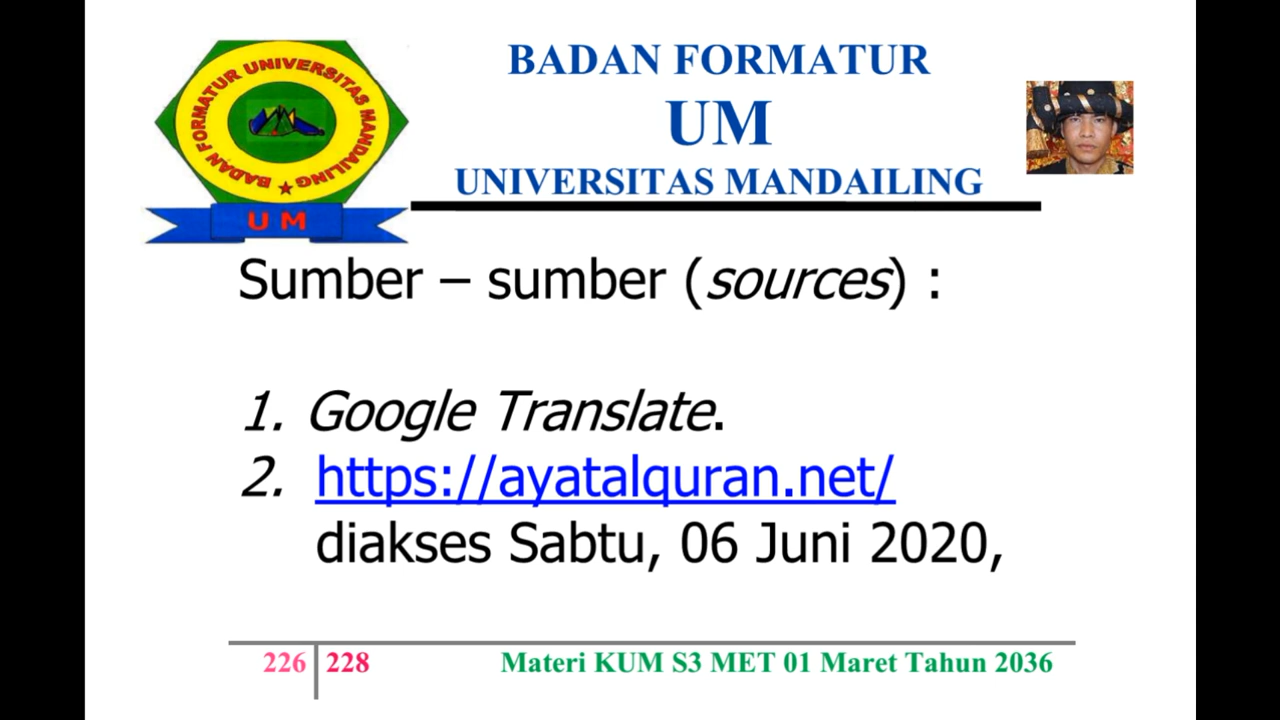 BADAN FORMATUR UNIVERSITAS MANDAILING
UM
BADAN FORMATUR
UM
UNIVERSITAS MANDAILING
Sumber – sumber (sources) :
1. Google Translate.
2. https://ayatalquran.net/
diakses Sabtu, 06 Juni 2020,
226 228 Materi KUM S3 MET 01 Maret Tahun 2036